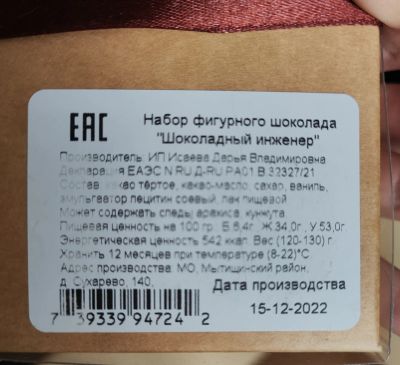 EAC
Набор фигурного шоколада
"Шоколадный инженер"
Производитель: ИП Исаева Дарья Владимировна
Декларация ЕАЭС N RU Д-RU.РА01.В.32327/21
Состав: какао тёртое, какао-масло, сахар, ваниль,
эмульгатор лецитин соевый, лак пищевой
Может содержать следы арахиса, кунжута
Пищевая ценность на 100 гр.: Б 6,4г, Ж 34,0г , У 53,0г.
Энергетическая ценность 542 ккал. Вес (120-130) г.
Хранить 12 месяцев при температуре (8-22)*С
Адрес производства: МО, Мытищинский район,
д. Сухарево, 140,
Дата производства
15-12-2022
7 39339 94724 2